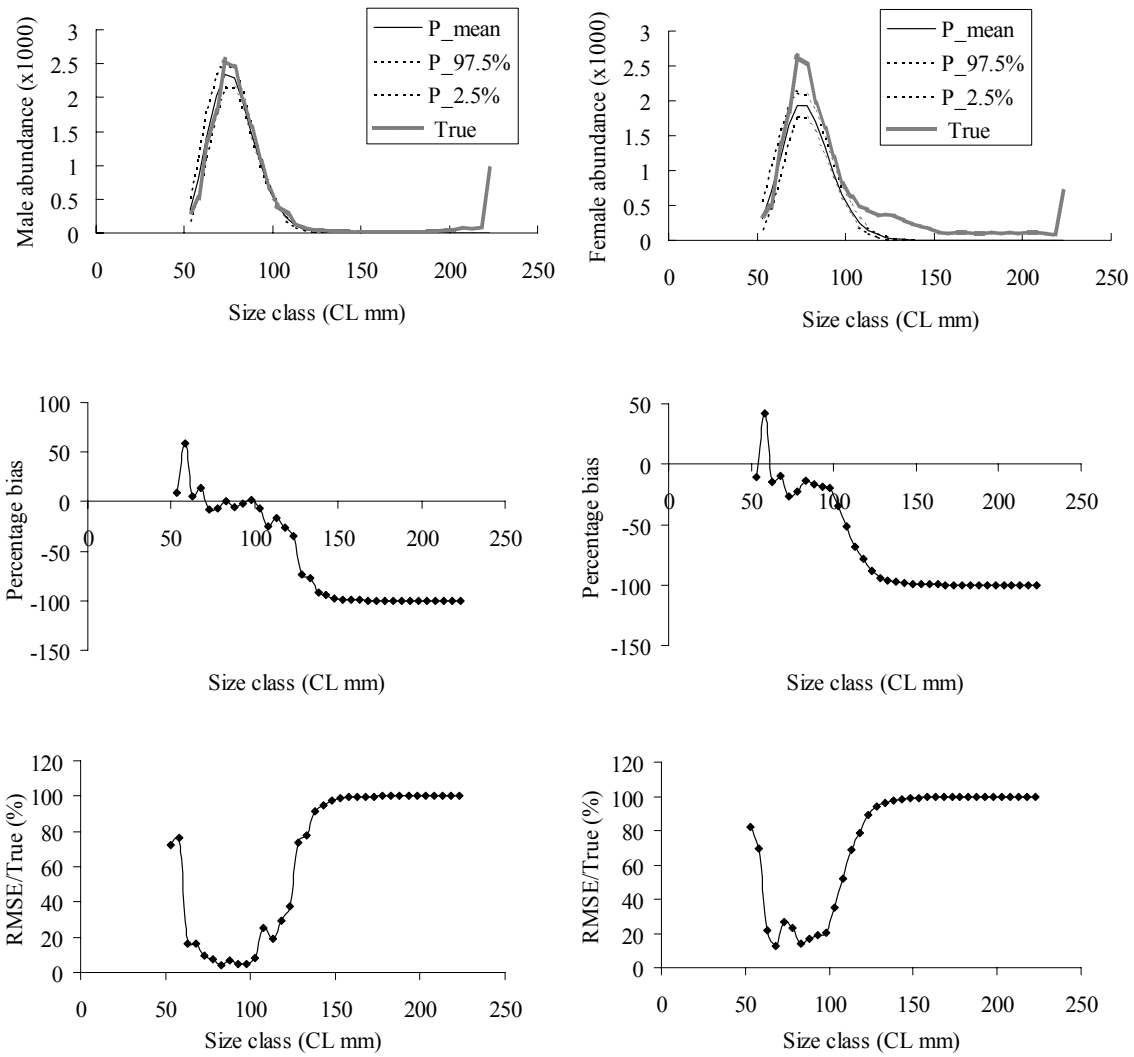 Male abundance (x1000)
3
2.5
2
1.5
1
0.5
0
0 50 100 150 200 250
Size class (CL mm)
P_mean
P_97.5%
P_2.5%
True
Female abundance (x1000)
3
2.5
2
1.5
1
0.5
0
0 50 100 150 200 250
Size class (CL mm)
P_mean
P_97.5%
P_2.5%
True
Percentage bias
100
50
0
-50
-100
-150
0 50 100 150 200 250
Size class (CL mm)
Percentage bias
50
0
-50
-100
-150
0 50 100 150 200 250
Size class (CL mm)
RMSE/True (%)
120
100
80
60
40
20
0
0 50 100 150 200 250
Size class (CL mm)
RMSE/True (%)
120
100
80
60
40
20
0
0 50 100 150 200 250
Size class (CL mm)